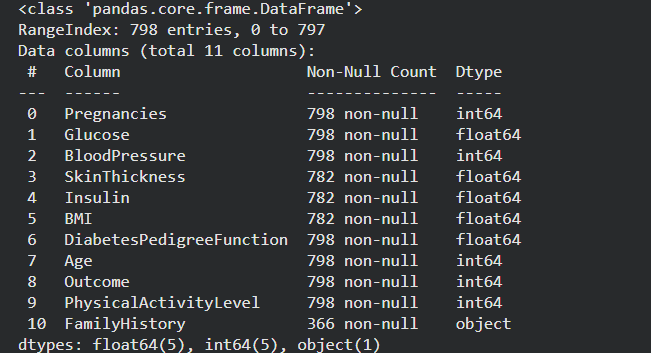 <class 'pandas.core.frame.DataFrame'>
RangeIndex: 798 entries, 0 to 797
Data columns (total 11 columns):
 #   Column                    Non-Null Count  Dtype
---  ------                    --------------  -----
 0   Pregnancies               798 non-null    int64
 1   Glucose                   798 non-null    float64
 2   BloodPressure             798 non-null    int64
 3   SkinThickness             782 non-null    float64
 4   Insulin                   782 non-null    float64
 5   BMI                       782 non-null    float64
 6   DiabetesPedigreeFunction  798 non-null    float64
 7   Age                       798 non-null    int64
 8   Outcome                   798 non-null    int64
 9   PhysicalActivityLevel     798 non-null    int64
 10  FamilyHistory             366 non-null    object
dtypes: float64(5), int64(5), object(1)